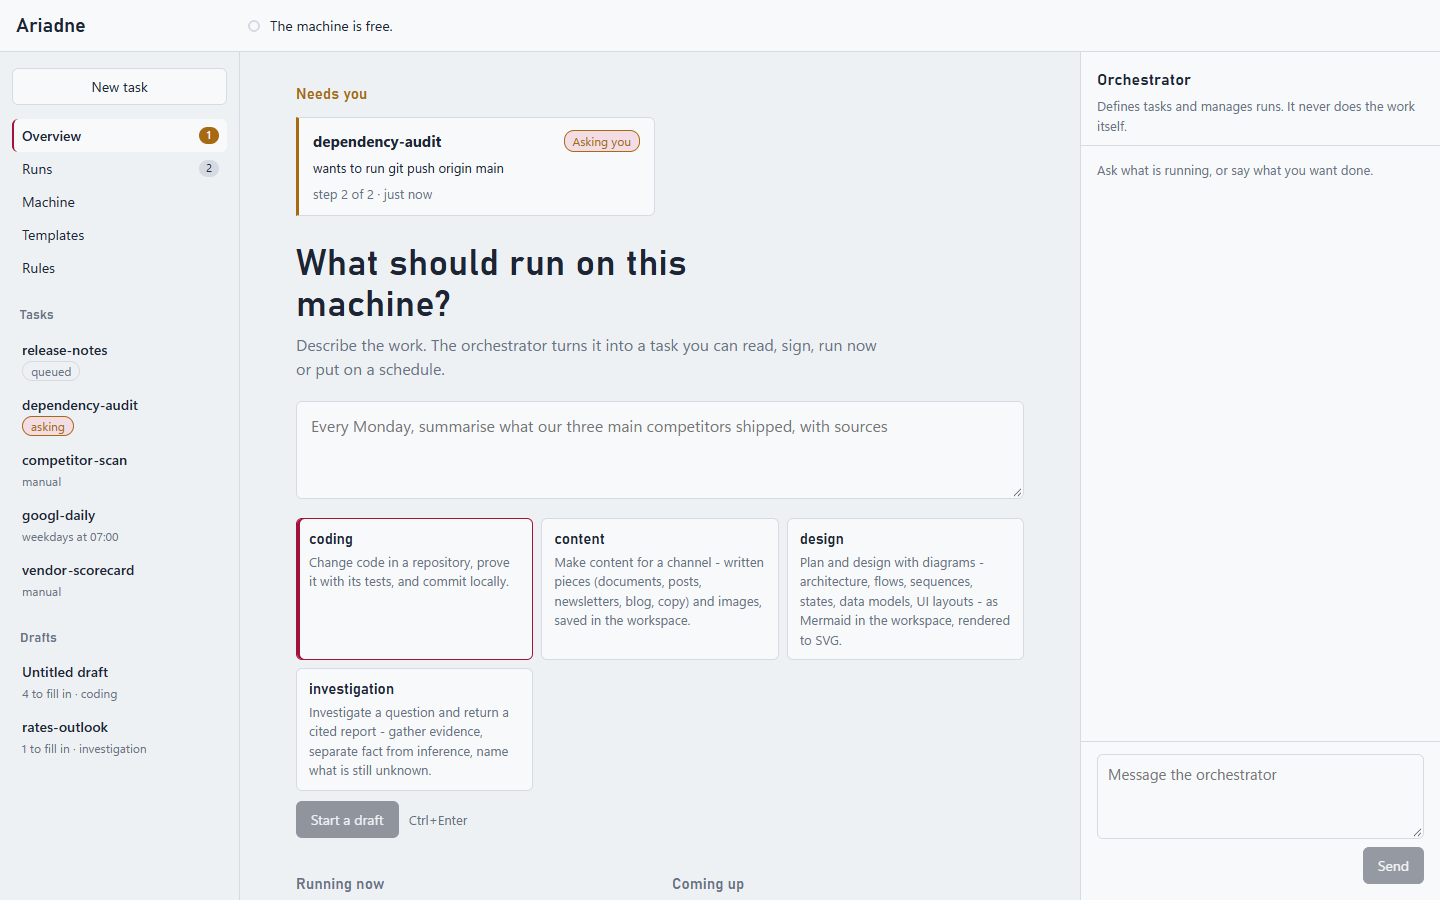 Ariadne
The machine is free.
New task
Overview
1
Runs
2
Machine
Templates
Rules
Tasks
release-notes
queued
dependency-audit
asking
competitor-scan
manual
googl-daily
weekdays at 07:00
vendor-scorecard
manual
Drafts
Untitled draft
4 to fill in · coding
rates-outlook
1 to fill in · investigation
Needs you
dependency-audit
Asking you
wants to run git push origin main
step 2 of 2 · just now
What should run on this
machine?
Describe the work. The orchestrator turns it into a task you can read, sign, run now
or put on a schedule.
Every Monday, summarise what our three main competitors shipped, with sources
coding
Change code in a repository, prove
it with its tests, and commit locally.
content
Make content for a channel - written
pieces (documents, posts,
newsletters, blog, copy) and images,
saved in the workspace.
design
Plan and design with diagrams -
architecture, flows, sequences,
states, data models, UI layouts - as
Mermaid in the workspace, rendered
to SVG.
investigation
Investigate a question and return a
cited report - gather evidence,
separate fact from inference, name
what is still unknown.
Start a draft
Ctrl+Enter
Running now
Coming up
Orchestrator
Defines tasks and manages runs. It never does the work
itself.
Ask what is running, or say what you want done.
Message the orchestrator
Send